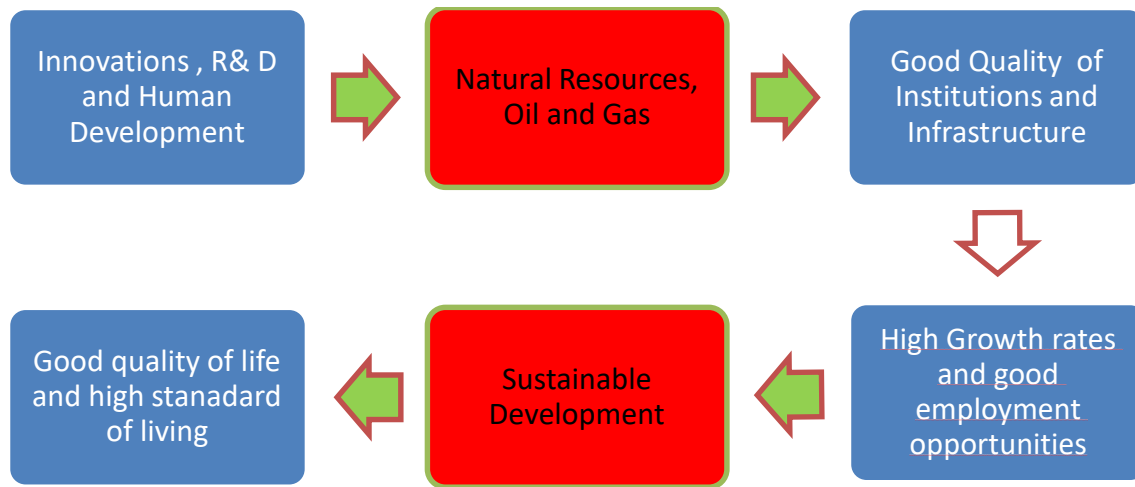 Innovations , R& D
and Human
Development
Natural Resources,
Oil and Gas
Good Quality of
Institutions and
Infrastructure
High Growth rates
and good
employment
opportunities
Sustainable
Development
Good quality of life
and high stanadard
of living